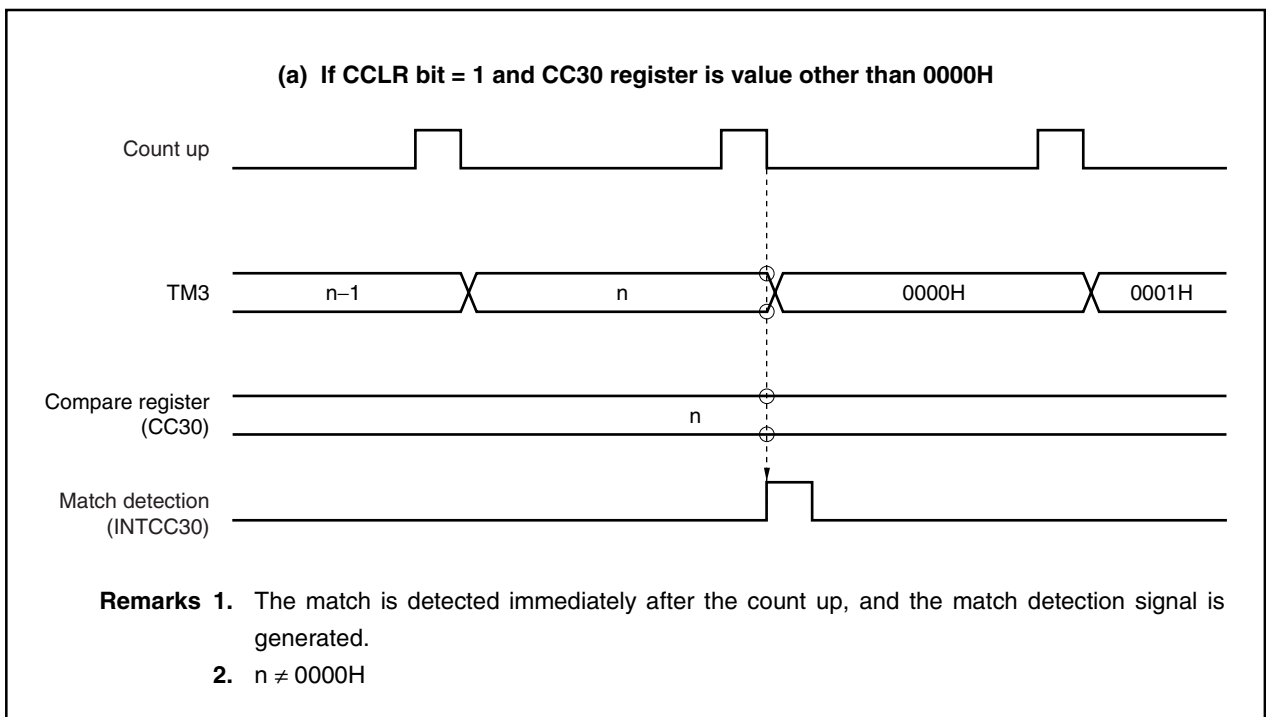 (a) If CCLR bit = 1 and CC30 register is value other than 0000H
Count up
TM3
n−1
n
0000H
0001H
Compare register
(CC30)
n
Match detection
(INTCC30)
Remarks 1. The match is detected immediately after the count up, and the match detection signal is
generated.
2. n ≠ 0000H